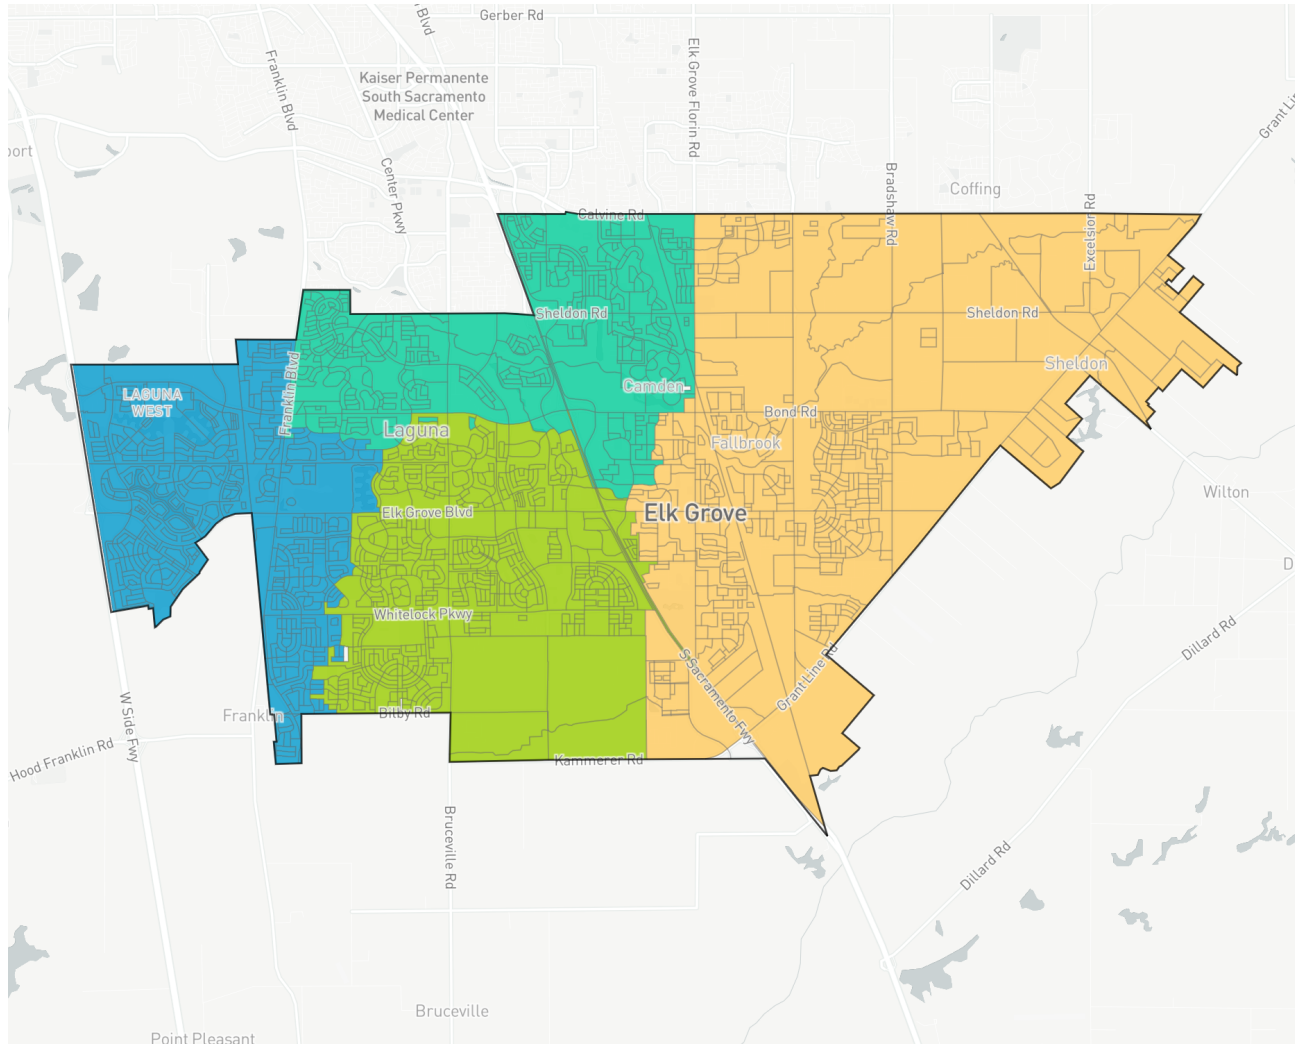 Blvd
Gerber Rd
Kaiser Permanente
South Sacramento
Medical Center
Franklin Blvd
Elk Grove Florin Rd
Grant Lin
port
Center Pkwy
Bradshaw Rd
Coffing
Excelsior Rd
Calvine Rd
Sheldon Rd
Sheldon Rd
Sheldon
LAGUNA
WEST
Franklin Blvd
Camden
Laguna
Bond Rd
Fallbrook
Elk Grove Blvd
Elk Grove
Wilton
D
Whitelock Pkwy
Dillard Rd
S Sacramento Fwy
Grant Line Rd
W Side Fwy
Franklin
Bilby Rd
Hood Franklin Rd
Kammerer Rd
Bruceville Rd
Dillard Rd
Bruceville
Point Pleasant